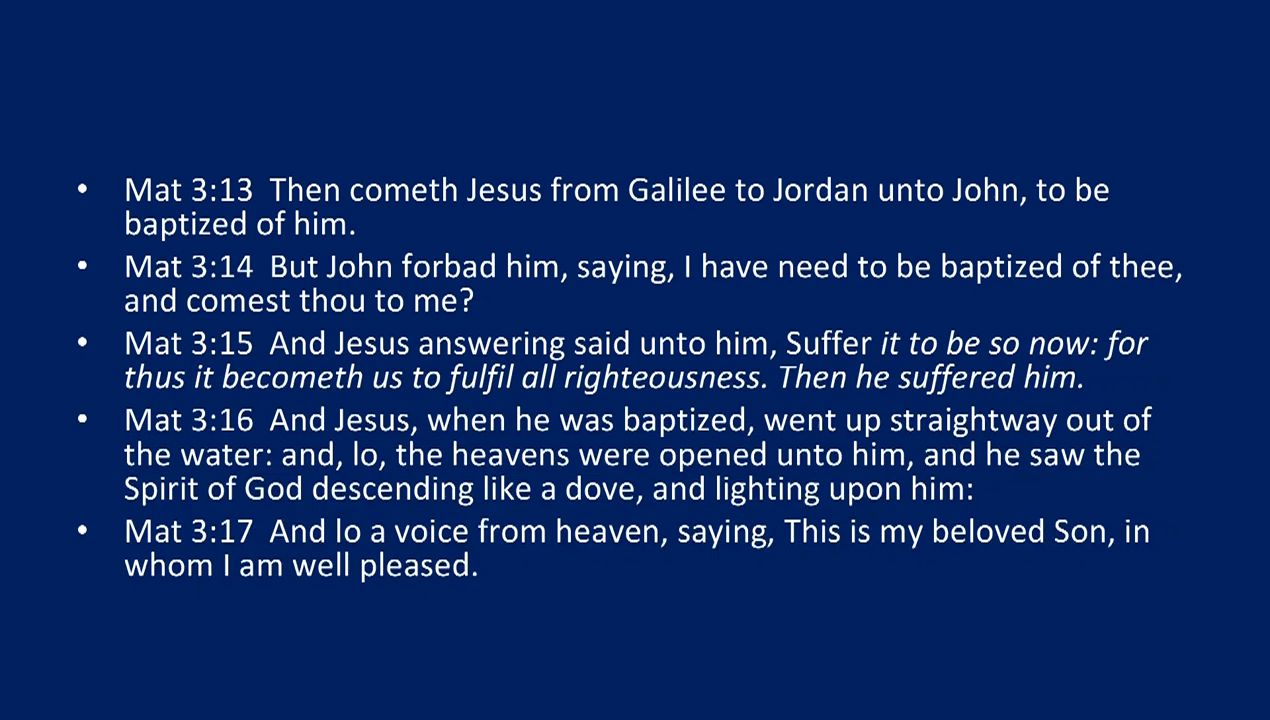 • Mat 3:13  Then cometh Jesus from Galilee to Jordan unto John, to be
baptized of him.
• Mat 3:14  But John forbad him, saying, I have need to be baptized of thee,
and comest thou to me?
• Mat 3:15  And Jesus answering said unto him, Suffer it to be so now: for
thus it becometh us to fulfil all righteousness. Then he suffered him.
• Mat 3:16  And Jesus, when he was baptized, went up straightway out of
the water: and, lo, the heavens were opened unto him, and he saw the
Spirit of God descending like a dove, and lighting upon him:
• Mat 3:17  And lo a voice from heaven, saying, This is my beloved Son, in
whom I am well pleased.